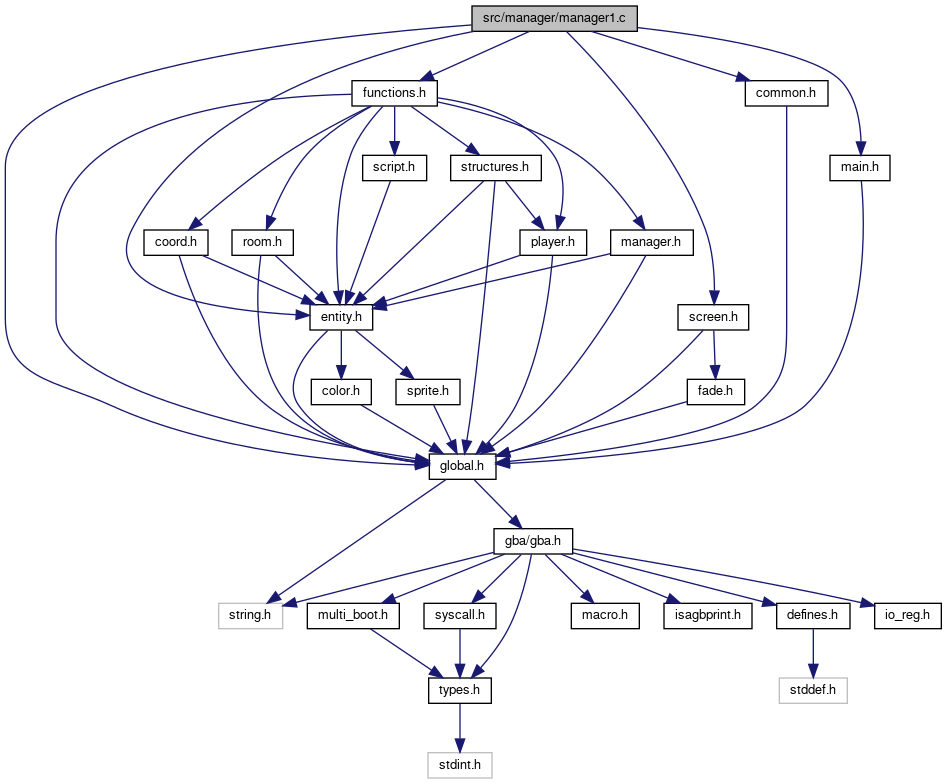 src/manager/manager1.c
functions.h
common.h
script.h
structures.h
main.h
coord.h
room.h
player.h
manager.h
entity.h
screen.h
color.h
sprite.h
fade.h
global.h
gba/gba.h
string.h
multi_boot.h
syscall.h
macro.h
isagbprint.h
defines.h
io_reg.h
types.h
stddef.h
stdint.h